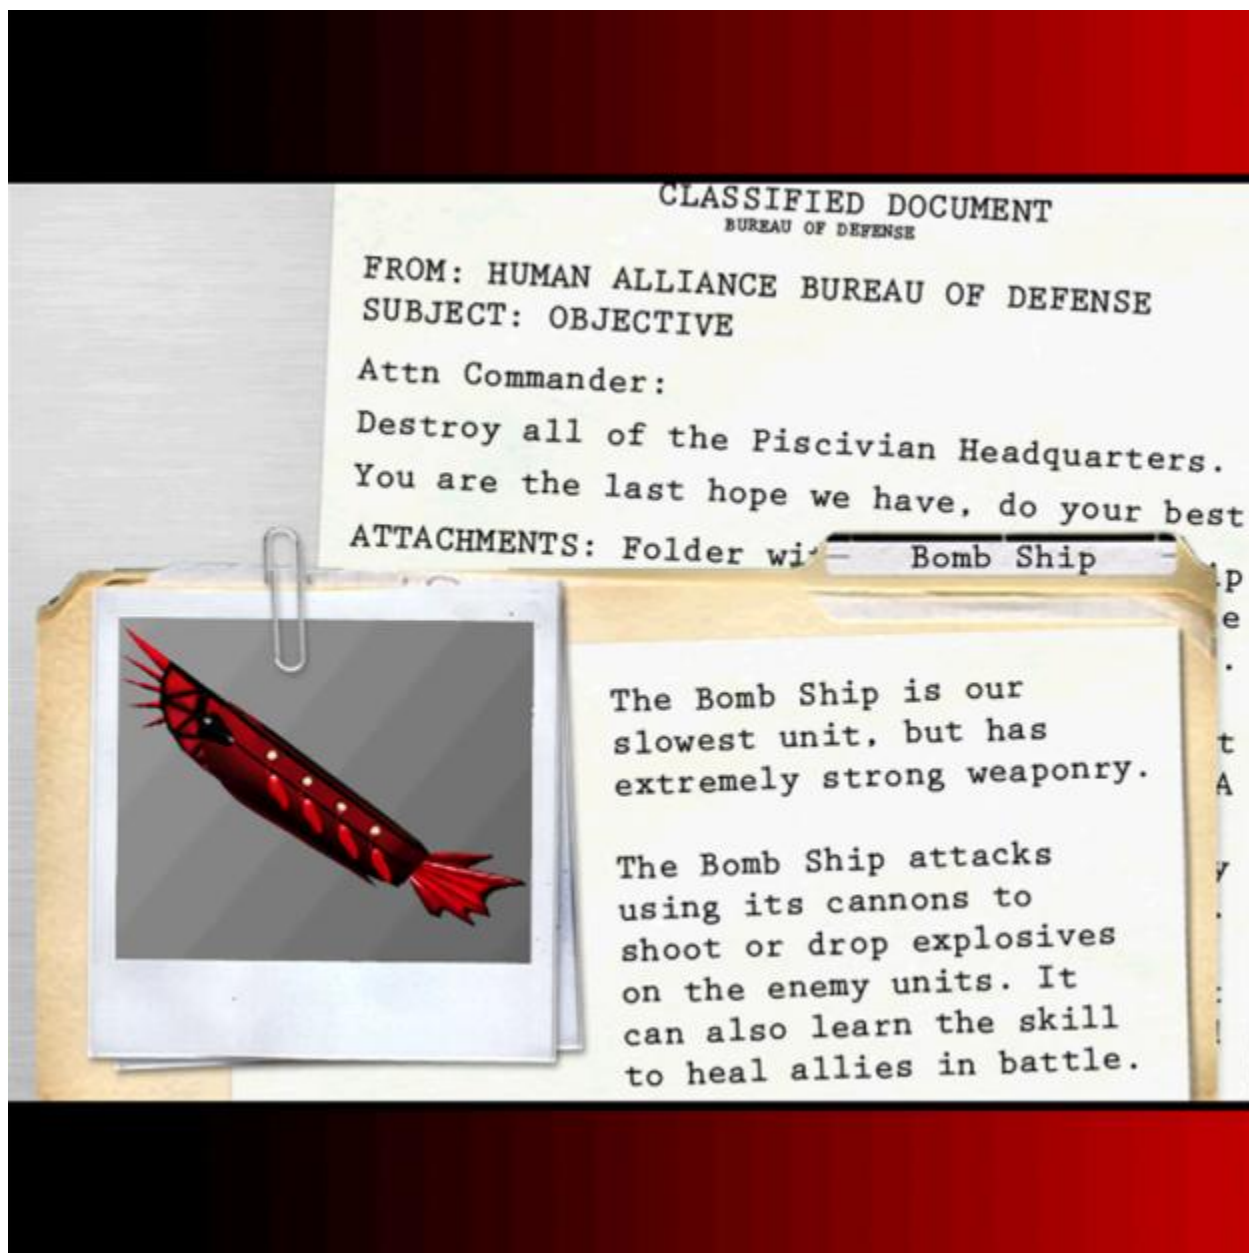 CLASSIFIED DOCUMENT
BUREAU OF DEFENSE
FROM: HUMAN ALLIANCE BUREAU OF DEFENSE
SUBJECT: OBJECTIVE
Attn Commander:
Destroy all of the Piscivian Headquarters.
You are the last hope we have, do your best
ATTACHMENTS: Folder
Bomb Ship
The Bomb Ship is our
slowest unit, but has
extremely strong weaponry.
The Bomb Ship attacks
using its cannons to
shoot or drop explosives
on the enemy units. It
can also learn the skill
to heal allies in battle.